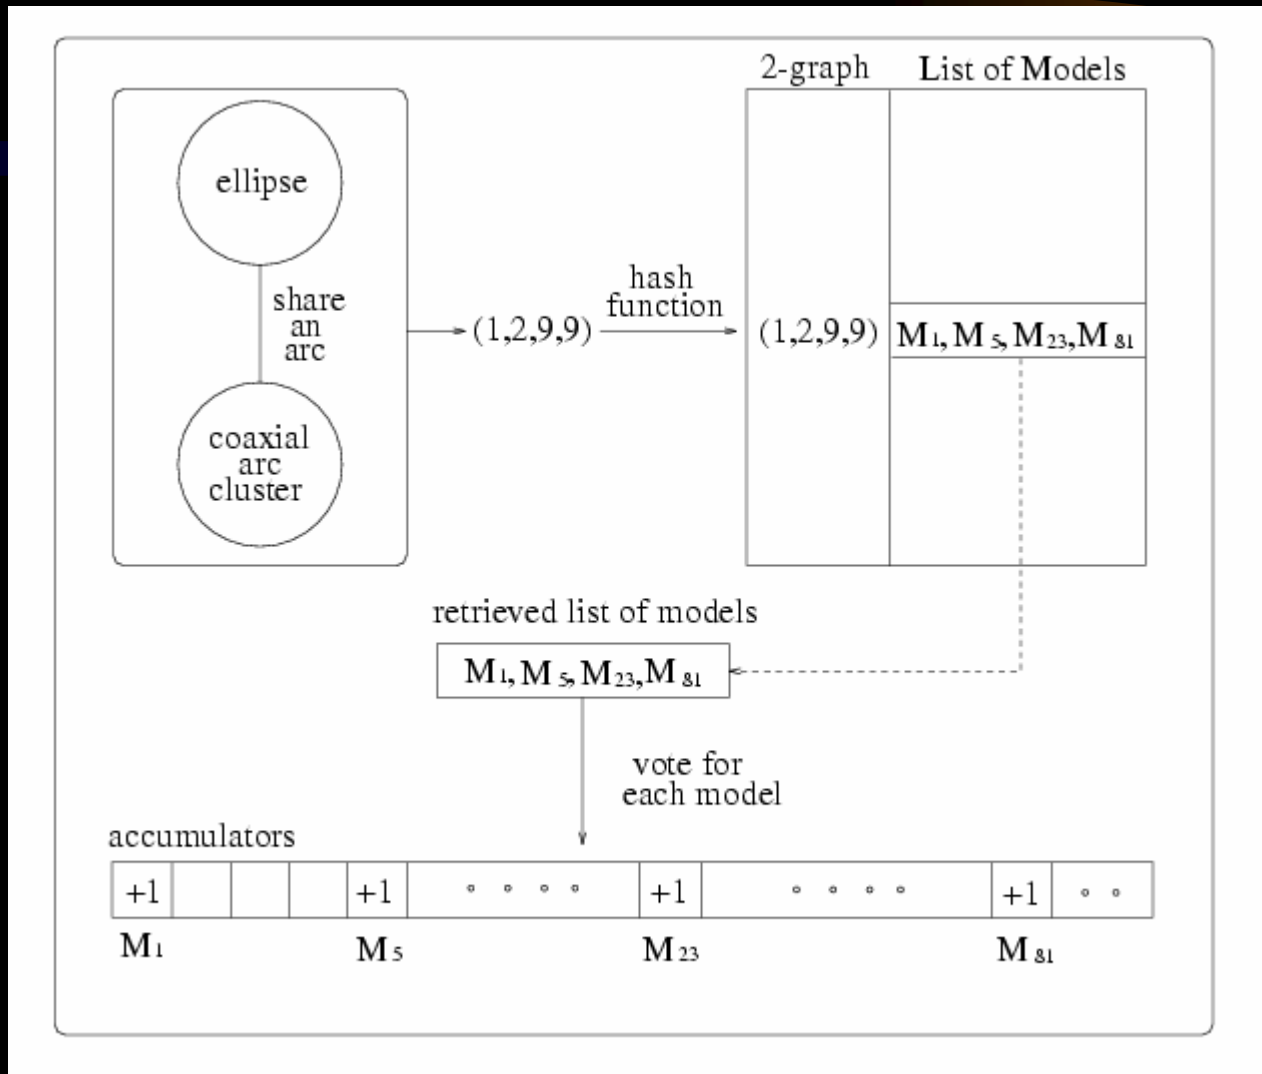 2-graph
List of Models
ellipse
share
an
arc
coaxial
arc
cluster
(1,2,9,9)
hash
function
(1,2,9,9)
M1, M5, M23, M81
retrieved list of models
M1, M5, M23, M81
vote for
each model
accumulators
+1
+1
+1
+1
M1
M5
M23
M81